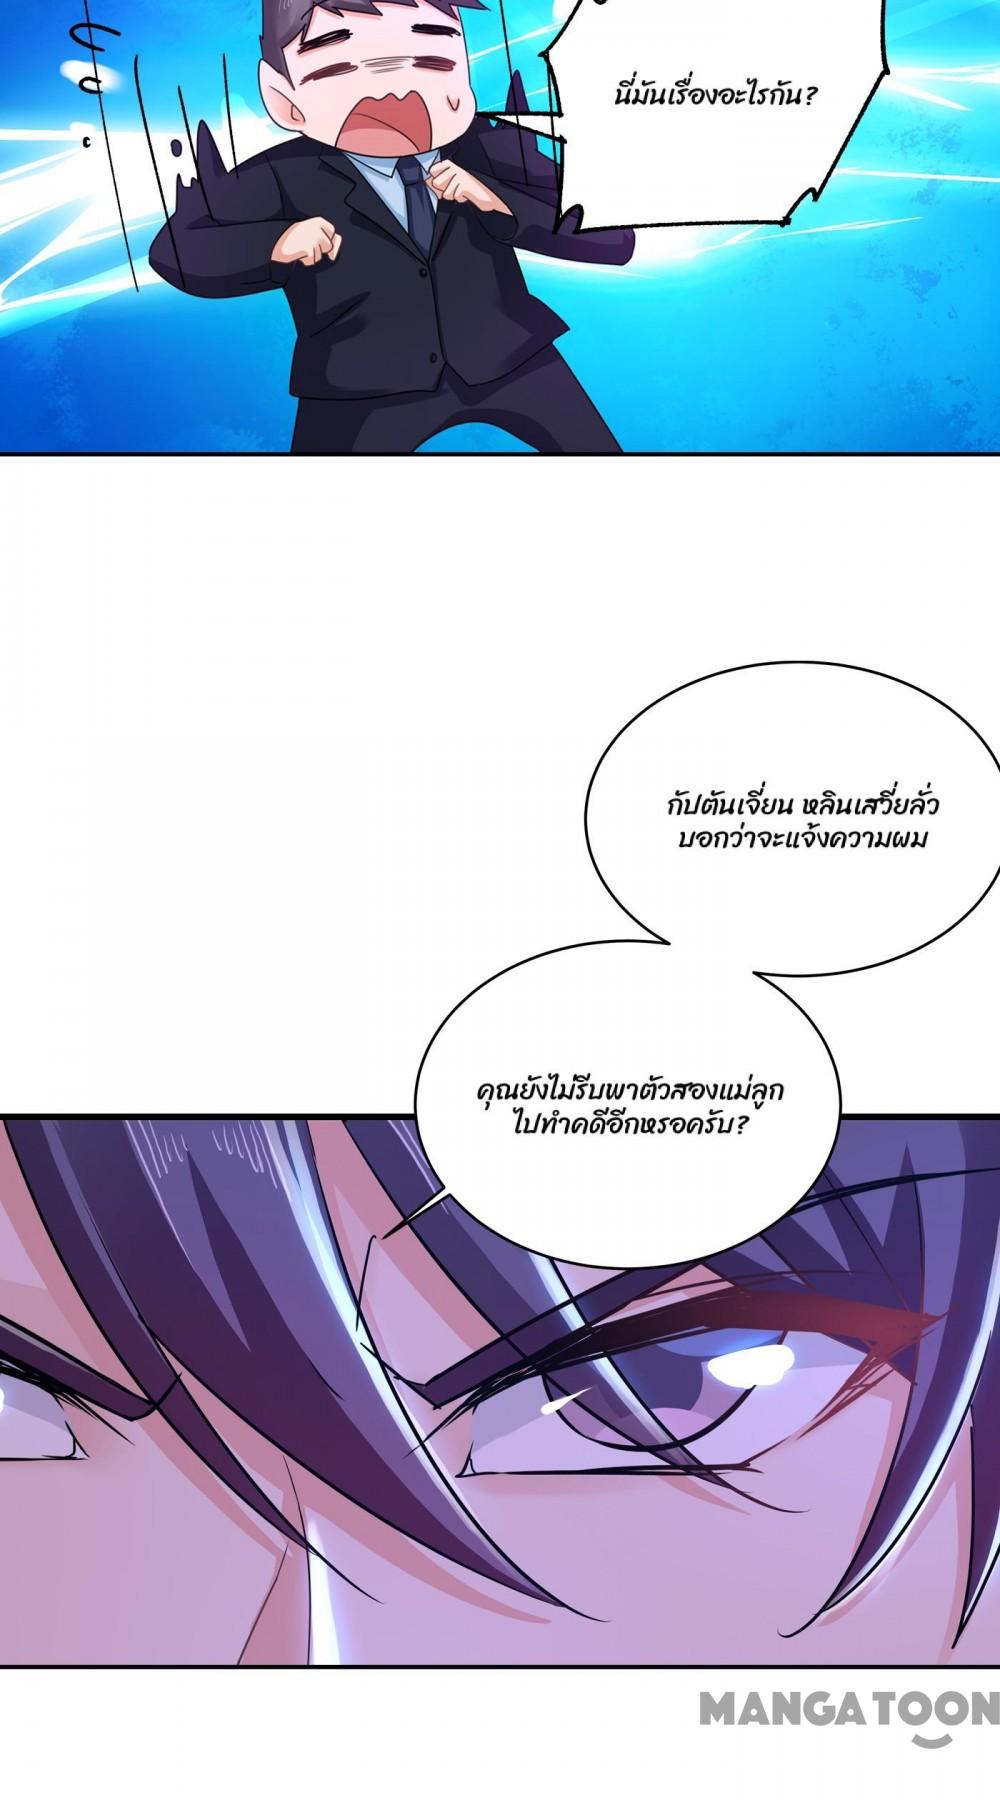 นี่มันเรื่องอะไรกัน?
กัปตันเจี่ยน หลินเสวี่ยลั่ว
บอกว่าจะแจ้งความผม
คุณยังไม่รีบพาตัวสองแม่ลูก
ไปทำคดีอีกหรอครับ?
MANGATOON